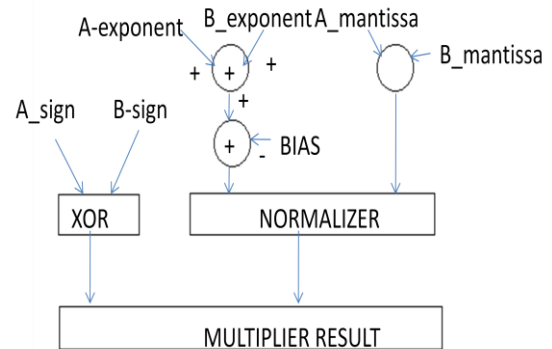 B_exponent A_mantissa
A-exponent
B_mantissa
+ + +
+
A_sign B-sign
+ - BIAS
XOR NORMALIZER
MULTIPLIER RESULT